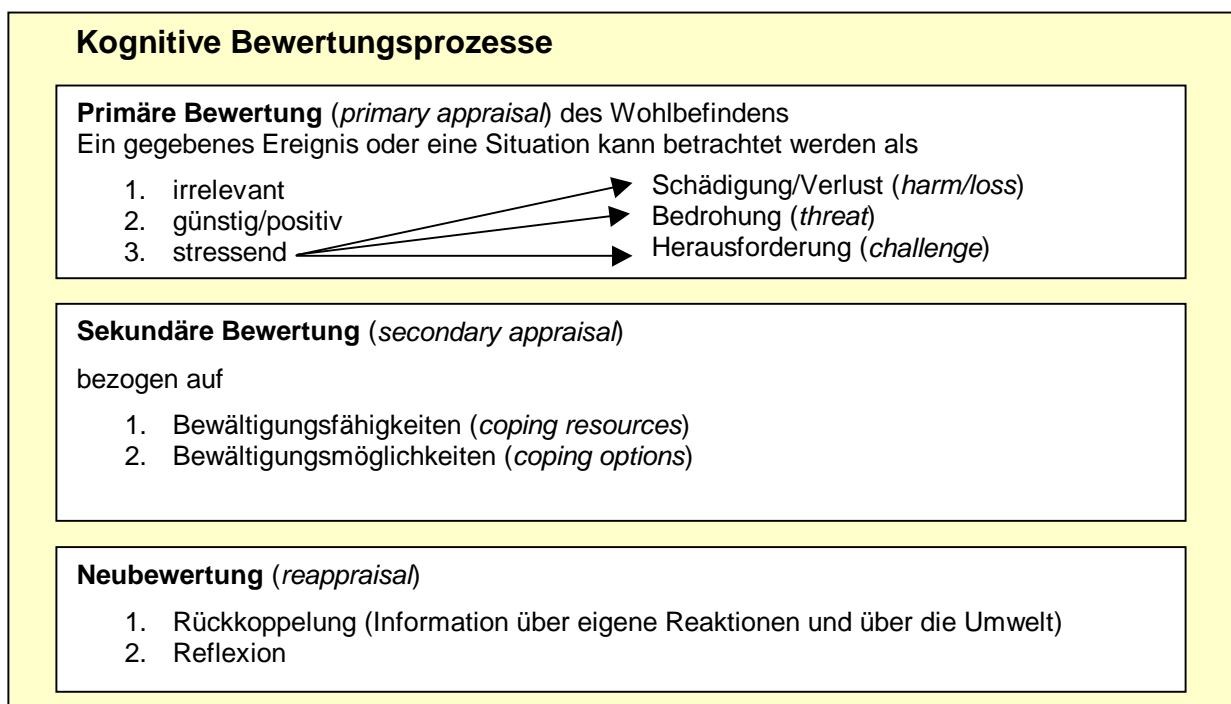 Kognitive Bewertungsprozesse
Primäre Bewertung (primary appraisal) des Wohlbefindens
Ein gegebenes Ereignis oder eine Situation kann betrachtet werden als
1. irrelevant
2. günstig/positiv
3. stressend
Schädigung/Verlust (harm/loss)
Bedrohung (threat)
Herausforderung (challenge)
Sekundäre Bewertung (secondary appraisal)
bezogen auf
1. Bewältigungsfähigkeiten (coping resources)
2. Bewältigungsmöglichkeiten (coping options)
Neubewertung (reappraisal)
1. Rückkoppelung (Information über eigene Reaktionen und über die Umwelt)
2. Reflexion